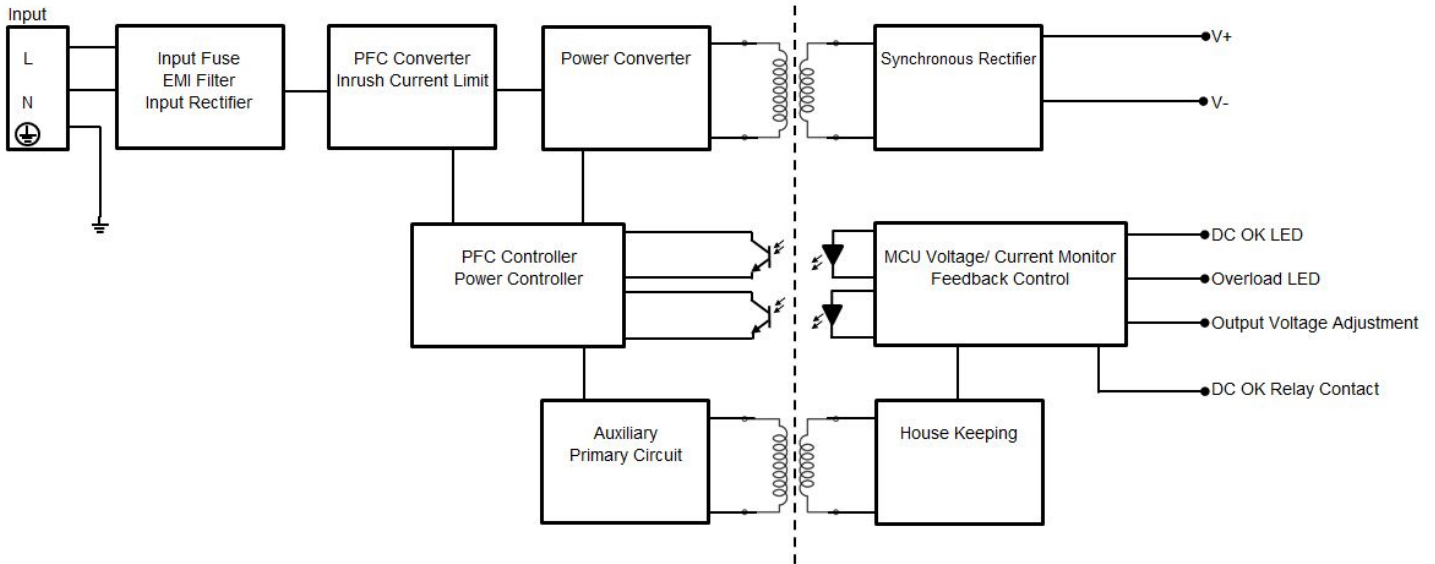 Input
L
N
Input Fuse
EMI Filter
Input Rectifier
PFC Converter
Inrush Current Limit
Power Converter
Synchronous Rectifier
V+
V-
PFC Controller
Power Controller
MCU Voltage/ Current Monitor
Feedback Control
DC OK LED
Overload LED
Output Voltage Adjustment
DC OK Relay Contact
Auxiliary
Primary Circuit
House Keeping